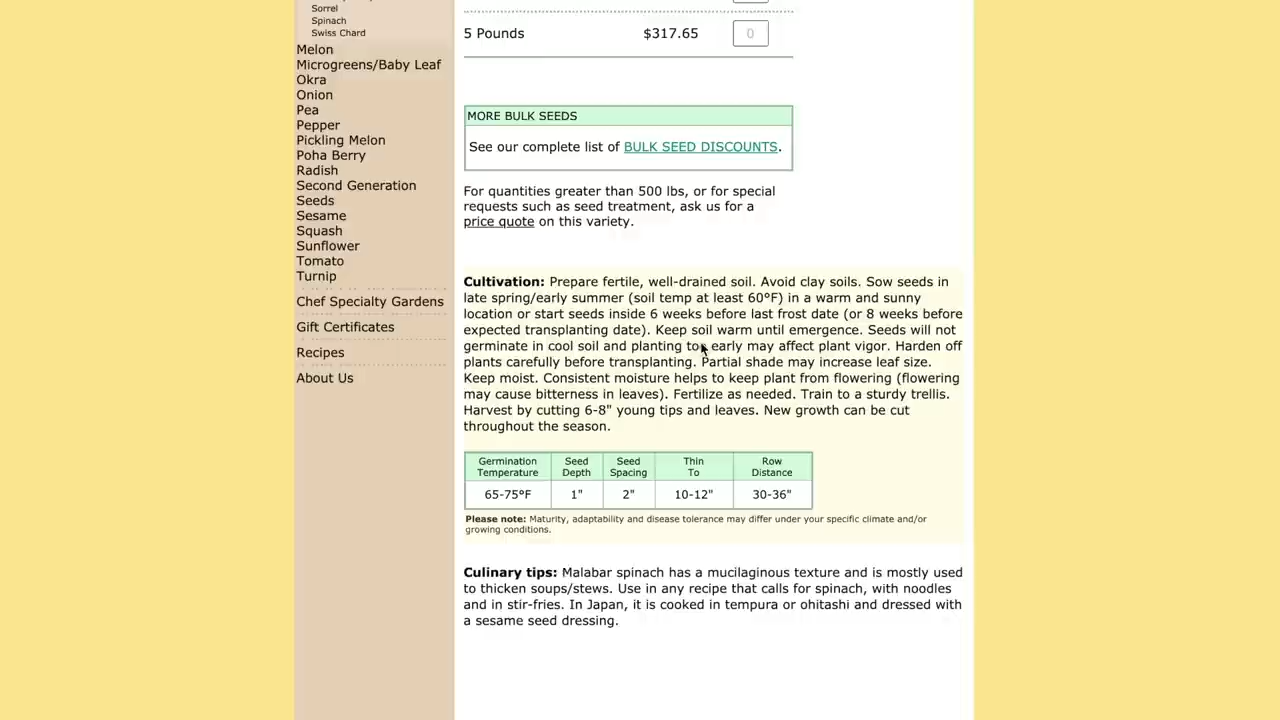 Sorrel
Spinach
Swiss Chard
Melon
Microgreens/Baby Leaf
Okra
Onion
Pea
Pepper
Pickling Melon
Poha Berry
Radish
Second Generation
Seeds
Sesame
Squash
Sunflower
Tomato
Turnip
Chef Specialty Gardens
Gift Certificates
Recipes
About Us
5 Pounds $317.65 0
MORE BULK SEEDS
See our complete list of BULK SEED DISCOUNTS.
For quantities greater than 500 lbs, or for special
requests such as seed treatment, ask us for a
price quote on this variety.
Cultivation: Prepare fertile, well-drained soil. Avoid clay soils. Sow seeds in
late spring/early summer (soil temp at least 60°F) in a warm and sunny
location or start seeds inside 6 weeks before last frost date (or 8 weeks before
expected transplanting date). Keep soil warm until emergence. Seeds will not
germinate in cool soil and planting too early may affect plant vigor. Harden off
plants carefully before transplanting. Partial shade may increase leaf size.
Keep moist. Consistent moisture helps to keep plant from flowering (flowering
may cause bitterness in leaves). Fertilize as needed. Train to a sturdy trellis.
Harvest by cutting 6-8" young tips and leaves. New growth can be cut
throughout the season.
Germination Seed Seed Thin Row
Temperature Depth Spacing To Distance
65-75°F 1" 2" 10-12" 30-36"
Please note: Maturity, adaptability and disease tolerance may differ under your specific climate and/or
growing conditions.
Culinary tips: Malabar spinach has a mucilaginous texture and is mostly used
to thicken soups/stews. Use in any recipe that calls for spinach, with noodles
and in stir-fries. In Japan, it is cooked in tempura or ohitashi and dressed with
a sesame seed dressing.